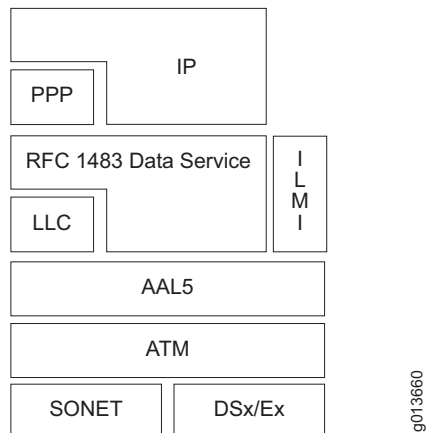 IP
PPP
RFC 1483 Data Service
I
L
M
I
LLC
AAL5
ATM
SONET
DSx/Ex
g013660